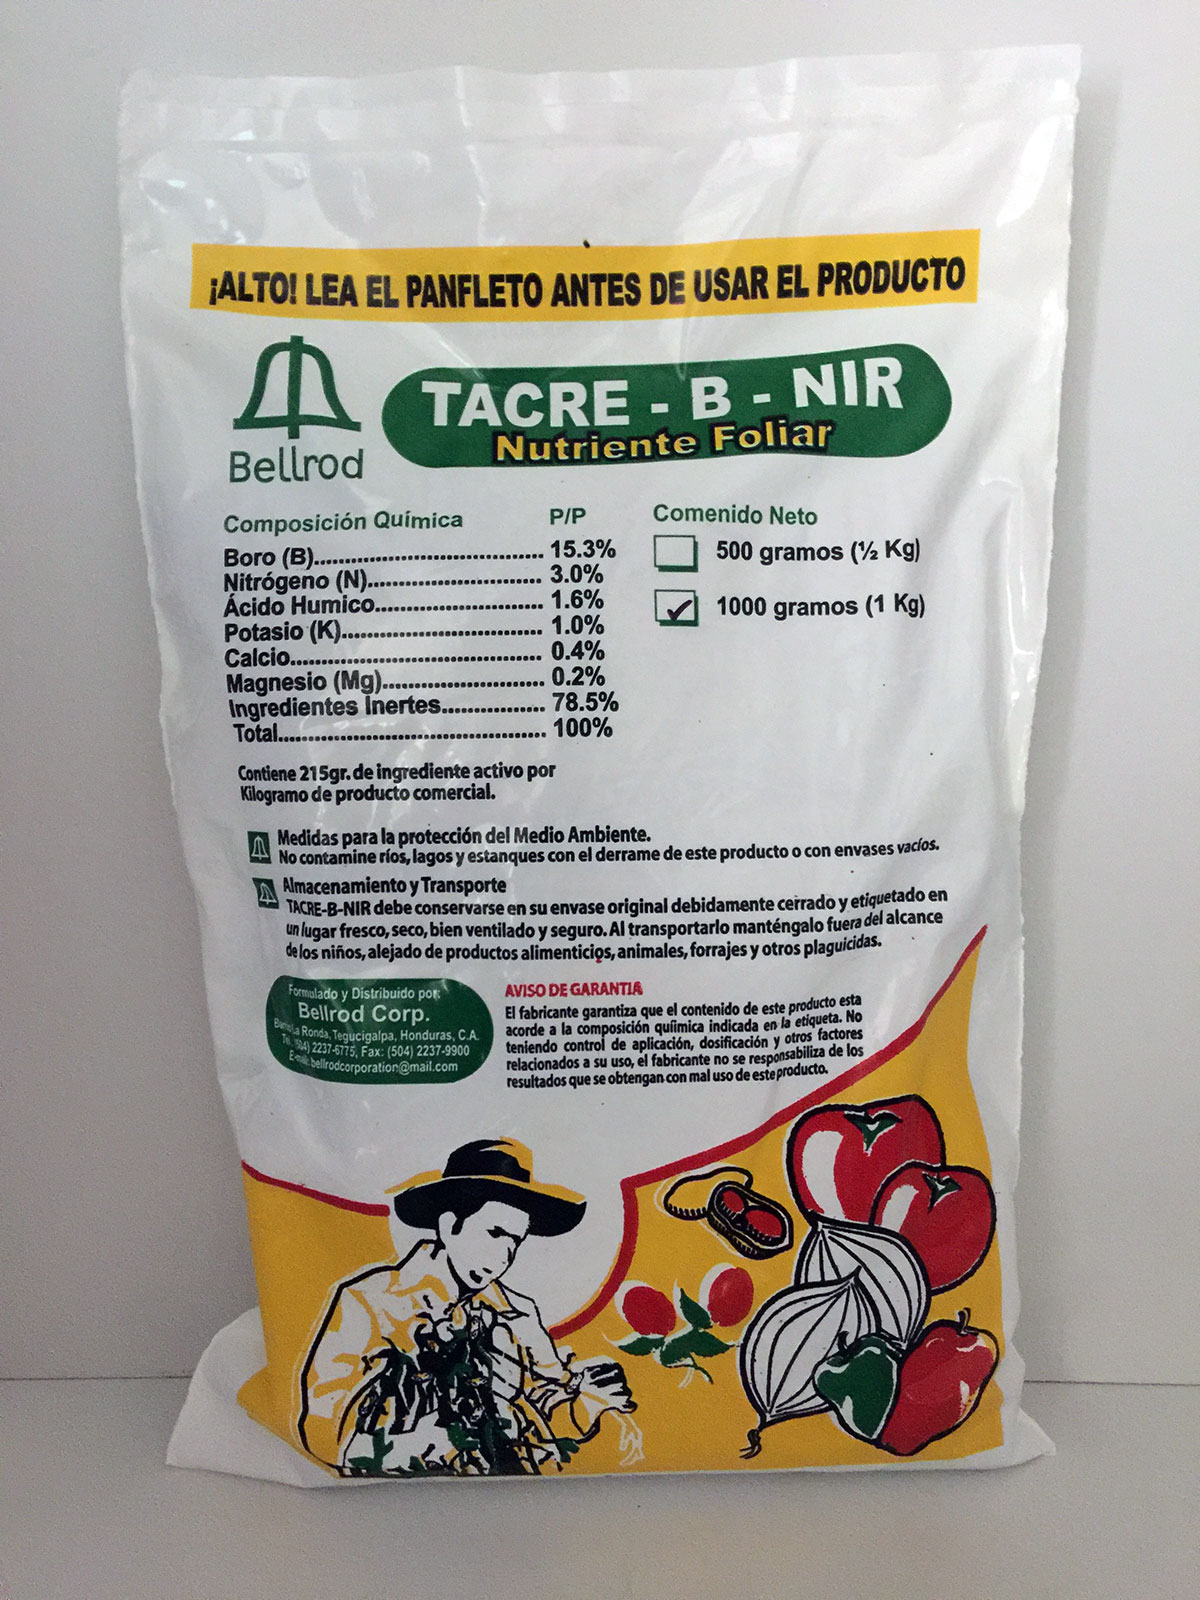 ¡ALTO! LEA EL PANFLETO ANTES DE USAR EL PRODUCTO
Bellrod
TACRE - B - NIR
Nutriente Foliar
Composición Química P/P
Boro (B)............................... 15.3%
Nitrógeno (N)....................... 3.0%
Ácido Humico...................... 1.6%
Potasio (K)........................... 1.0%
Calcio.................................. 0.4%
Magnesio (Mg)..................... 0.2%
Ingredientes Inertes............. 78.5%
Total.................................... 100%
Comenido Neto
500 gramos (½ Kg)
1000 gramos (1 Kg)
Contiene 215gr. de ingrediente activo por
Kilogramo de producto comercial.
Medidas para la protección del Medio Ambiente.
No contamine ríos, lagos y estanques con el derrame de este producto o con envases vacíos.
Almacenamiento y Transporte
TACRE-B-NIR debe conservarse en su envase original debidamente cerrado y etiquetado en
un lugar fresco, seco, bien ventilado y seguro. Al transportarlo manténgalo fuera del alcance
de los niños, alejado de productos alimenticios, animales, forrajes y otros plaguicidas.
Formulado y Distribuido por:
Bellrod Corp.
Barrio La Ronda, Tegucigalpa, Honduras, C.A.
Tel. (504) 2237-6775, Fax: (504) 2237-9900
E-mail: bellrodcorporation@mail.com
AVISO DE GARANTIA
El fabricante garantiza que el contenido de este producto esta
acorde a la composición quíimica indicada en la etiqueta. No
teniendo control de aplicación, dosificación y otros factores
relacionados a su uso, el fabricante no se responsabiliza de los
resultados que se obtengan con mal uso de este producto.